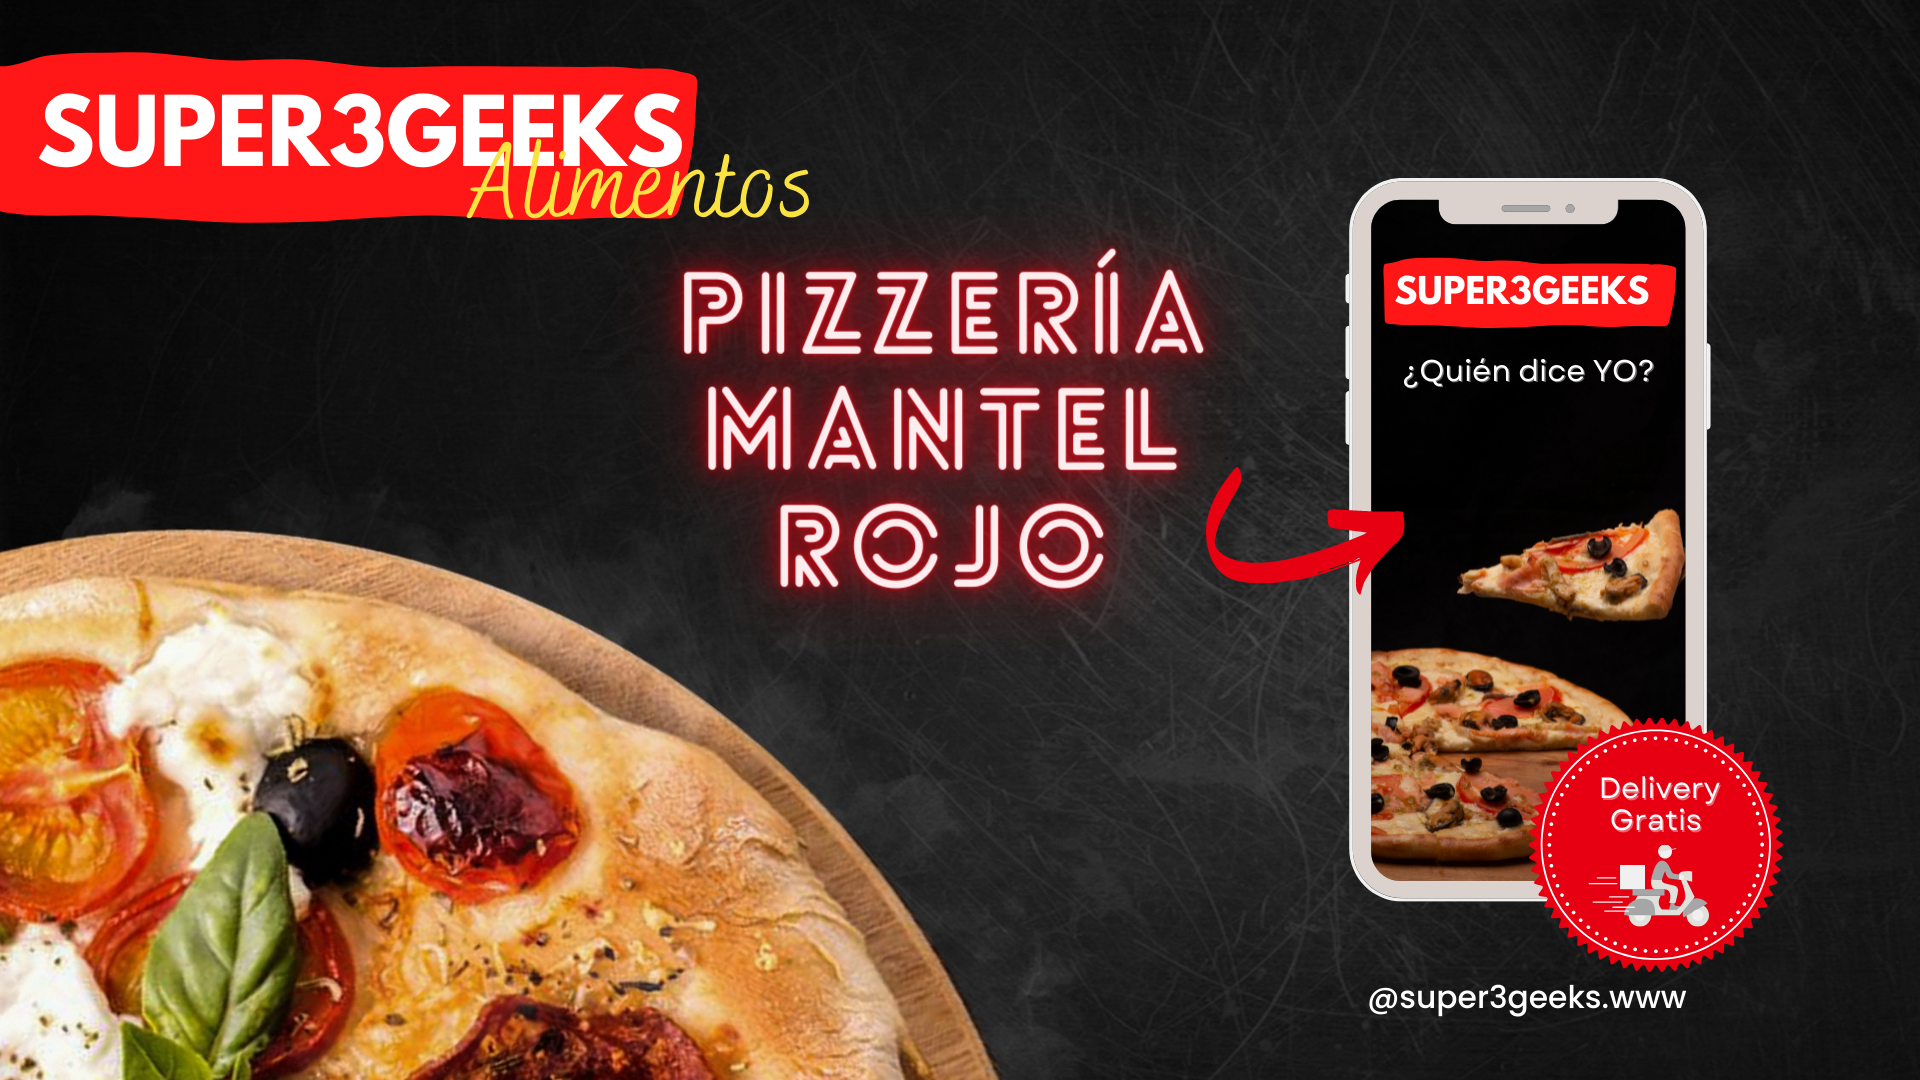 SUPER3GEEKS
Alimentos
PIZZERÍA
MANTEL
ROJO
SUPER3GEEKS
¿Quién dice YO?
Delivery
Gratis
@super3geeks.www